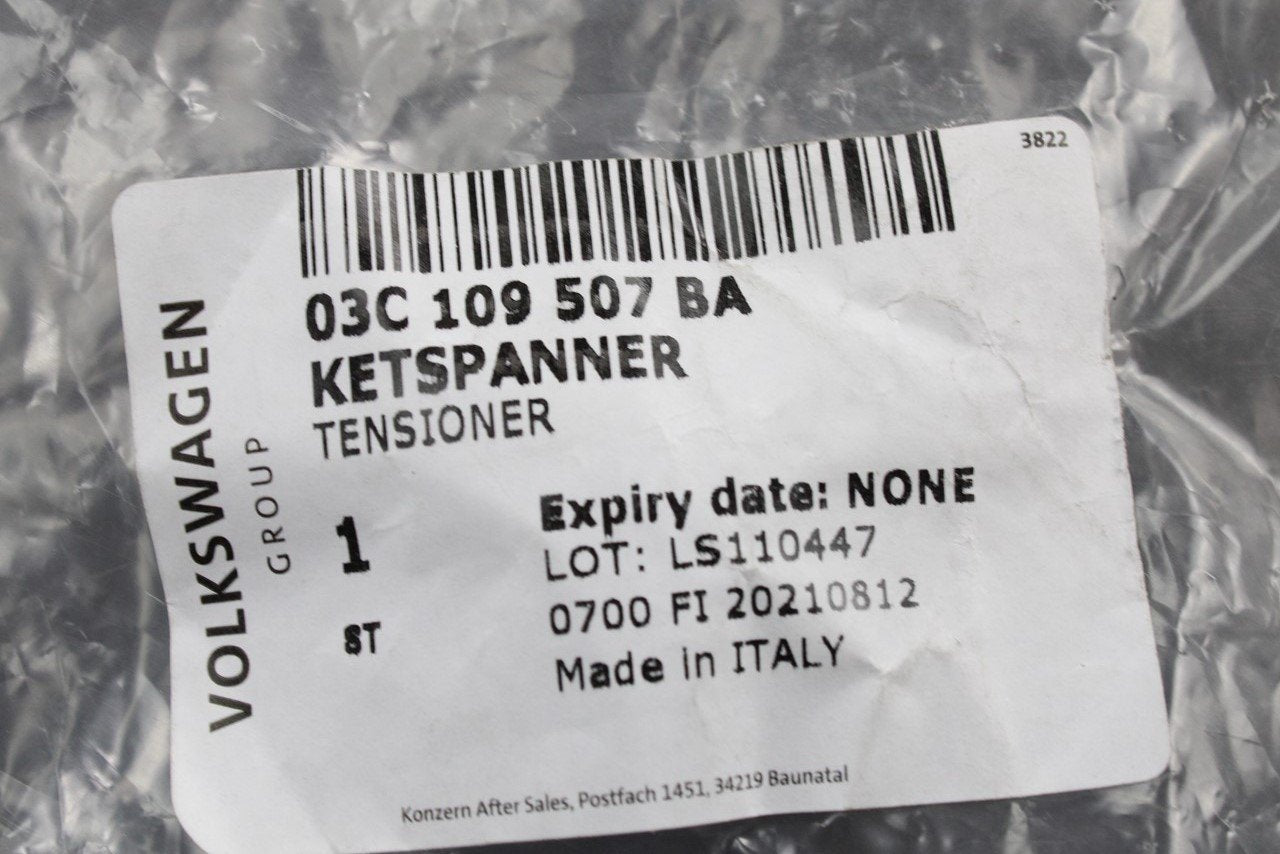 3822
03C 109 507 BA
KETSPANNER
TENSIONER
VOLKSWAGEN
GROUP
1
ST
Expiry date: NONE
LOT: LS110447
0700 FI 20210812
Made in ITALY
Konzern After Sales, Postfach 1451, 34219 Baunatal